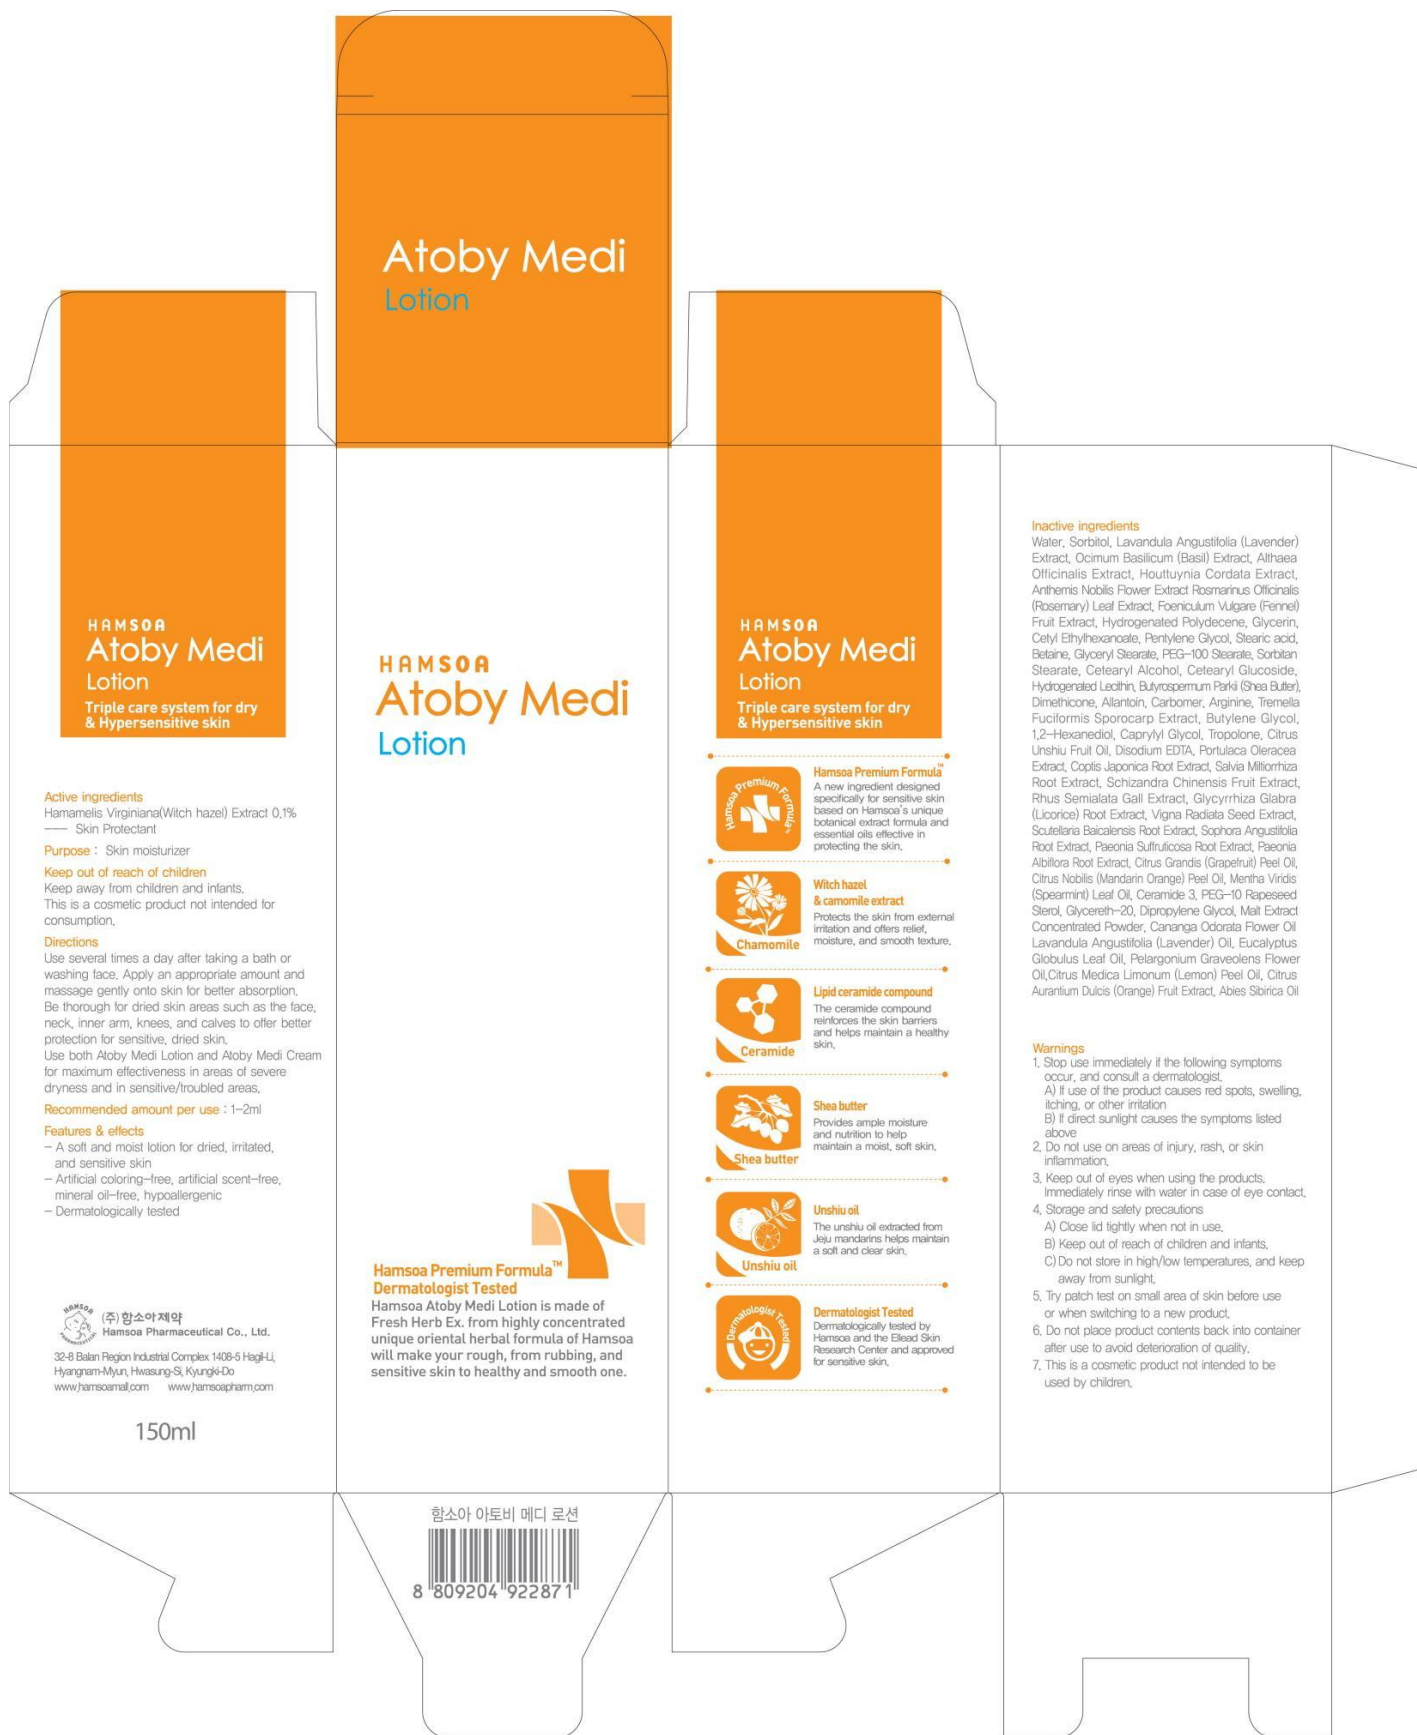 Atoby Medi
Lotion
HAMSOA
Atoby Medi
Lotion
Triple care system for dry
& Hypersensitive skin
Active ingredients
Hamamelis Virginiana(Witch hazel) Extract 0.1%
── Skin Protectant
Purpose : Skin moisturizer
Keep out of reach of children
Keep away from children and infants.
This is a cosmetic product not intended for
consumption.
Directions
Use several times a day after taking a bath or
washing face. Apply an appropriate amount and
massage gently onto skin for better absorption.
Be thorough for dried skin areas such as the face,
neck, inner arm, knees, and calves to offer better
protection for sensitive, dried skin.
Use both Atoby Medi Lotion and Atoby Medi Cream
for maximum effectiveness in areas of severe
dryness and in sensitive/troubled areas.
Recommended amount per use : 1-2ml
Features & effects
- A soft and moist lotion for dried, irritated,
and sensitive skin
- Artificial coloring-free, artificial scent-free,
mineral oil-free, hypoallergenic
- Dermatologically tested
HAMSOA
PHARMACEUTICAL
(주)함소아제약
Hamsoa Pharmaceutical Co., Ltd.
32-8 Balan Region Industrial Complex 1408-5 Hagil-Li,
Hyangnam-Myun, Hwasung-Si, Kyungki-Do
www.hamsoamall.com www.hamsoapharm.com
150ml
HAMSOA
Atoby Medi
Lotion
Hamsoa Premium Formula™
Dermatologist Tested
Hamsoa Atoby Medi Lotion is made of
Fresh Herb Ex. from highly concentrated
unique oriental herbal formula of Hamsoa
will make your rough, from rubbing, and
sensitive skin to healthy and smooth one.
함소아 아토비 메디 로션
8 809204 922871
HAMSOA
Atoby Medi
Lotion
Triple care system for dry
& Hypersensitive skin
Hamsoa Premium Formula™
Hamsoa Premium Formula™
A new ingredient designed
specifically for sensitive skin
based on Hamsoa's unique
botanical extract formula and
essential oils effective in
protecting the skin.
Chamomile
Witch hazel
& camomile extract
Protects the skin from external
irritation and offers relief,
moisture, and smooth texture.
Ceramide
Lipid ceramide compound
The ceramide compound
reinforces the skin barriers
and helps maintain a healthy
skin.
Shea butter
Shea butter
Provides ample moisture
and nutrition to help
maintain a moist, soft skin.
Unshiu oil
Unshiu oil
The unshiu oil extracted from
Jeju mandarins helps maintain
a soft and clear skin.
Dermatologist Tested
Dermatologist Tested
Dermatologically tested by
Hamsoa and the Ellead Skin
Research Center and approved
for sensitive skin.
Inactive ingredients
Water, Sorbitol, Lavandula Angustifolia (Lavender)
Extract, Ocimum Basilicum (Basil) Extract, Althaea
Officinalis Extract, Houttuynia Cordata Extract,
Anthemis Nobilis Flower Extract Rosmarinus Officinalis
(Rosemary) Leaf Extract, Foeniculum Vulgare (Fennel)
Fruit Extract, Hydrogenated Polydecene, Glycerin,
Cetyl Ethylhexanoate, Pentylene Glycol, Stearic acid,
Betaine, Glyceryl Stearate, PEG-100 Stearate, Sorbitan
Stearate, Cetearyl Alcohol, Cetearyl Glucoside,
Hydrogenated Lecithin, Butyrospermum Parkii (Shea Butter),
Dimethicone, Allantoin, Carbomer, Arginine, Tremella
Fuciformis Sporocarp Extract, Butylene Glycol,
1,2-Hexanediol, Caprylyl Glycol, Tropolone, Citrus
Unshiu Fruit Oil, Disodium EDTA, Portulaca Oleracea
Extract, Coptis Japonica Root Extract, Salvia Miltiorrhiza
Root Extract, Schizandra Chinensis Fruit Extract,
Rhus Semialata Gall Extract, Glycyrrhiza Glabra
(Licorice) Root Extract, Vigna Radiata Seed Extract,
Scutellaria Baicalensis Root Extract, Sophora Angustifolia
Root Extract, Paeonia Suffruticosa Root Extract, Paeonia
Albiflora Root Extract, Citrus Grandis (Grapefruit) Peel Oil,
Citrus Nobilis (Mandarin Orange) Peel Oil, Mentha Viridis
(Spearmint) Leaf Oil, Ceramide 3, PEG-10 Rapeseed
Sterol, Glycereth-20, Dipropylene Glycol, Malt Extract
Concentrated Powder, Cananga Odorata Flower Oil
Lavandula Angustifolia (Lavender) Oil, Eucalyptus
Globulus Leaf Oil, Pelargonium Graveolens Flower
Oil,Citrus Medica Limonum (Lemon) Peel Oil, Citrus
Aurantium Dulcis (Orange) Fruit Extract, Abies Sibirica Oil
Warnings
1. Stop use immediately if the following symptoms
occur, and consult a dermatologist.
A) If use of the product causes red spots, swelling,
itching, or other irritation
B) If direct sunlight causes the symptoms listed
above
2. Do not use on areas of injury, rash, or skin
inflammation.
3. Keep out of eyes when using the products.
Immediately rinse with water in case of eye contact.
4. Storage and safety precautions
A) Close lid tightly when not in use.
B) Keep out of reach of children and infants.
C) Do not store in high/low temperatures, and keep
away from sunlight.
5. Try patch test on small area of skin before use
or when switching to a new product.
6. Do not place product contents back into container
after use to avoid deterioration of quality.
7. This is a cosmetic product not intended to be
used by children.